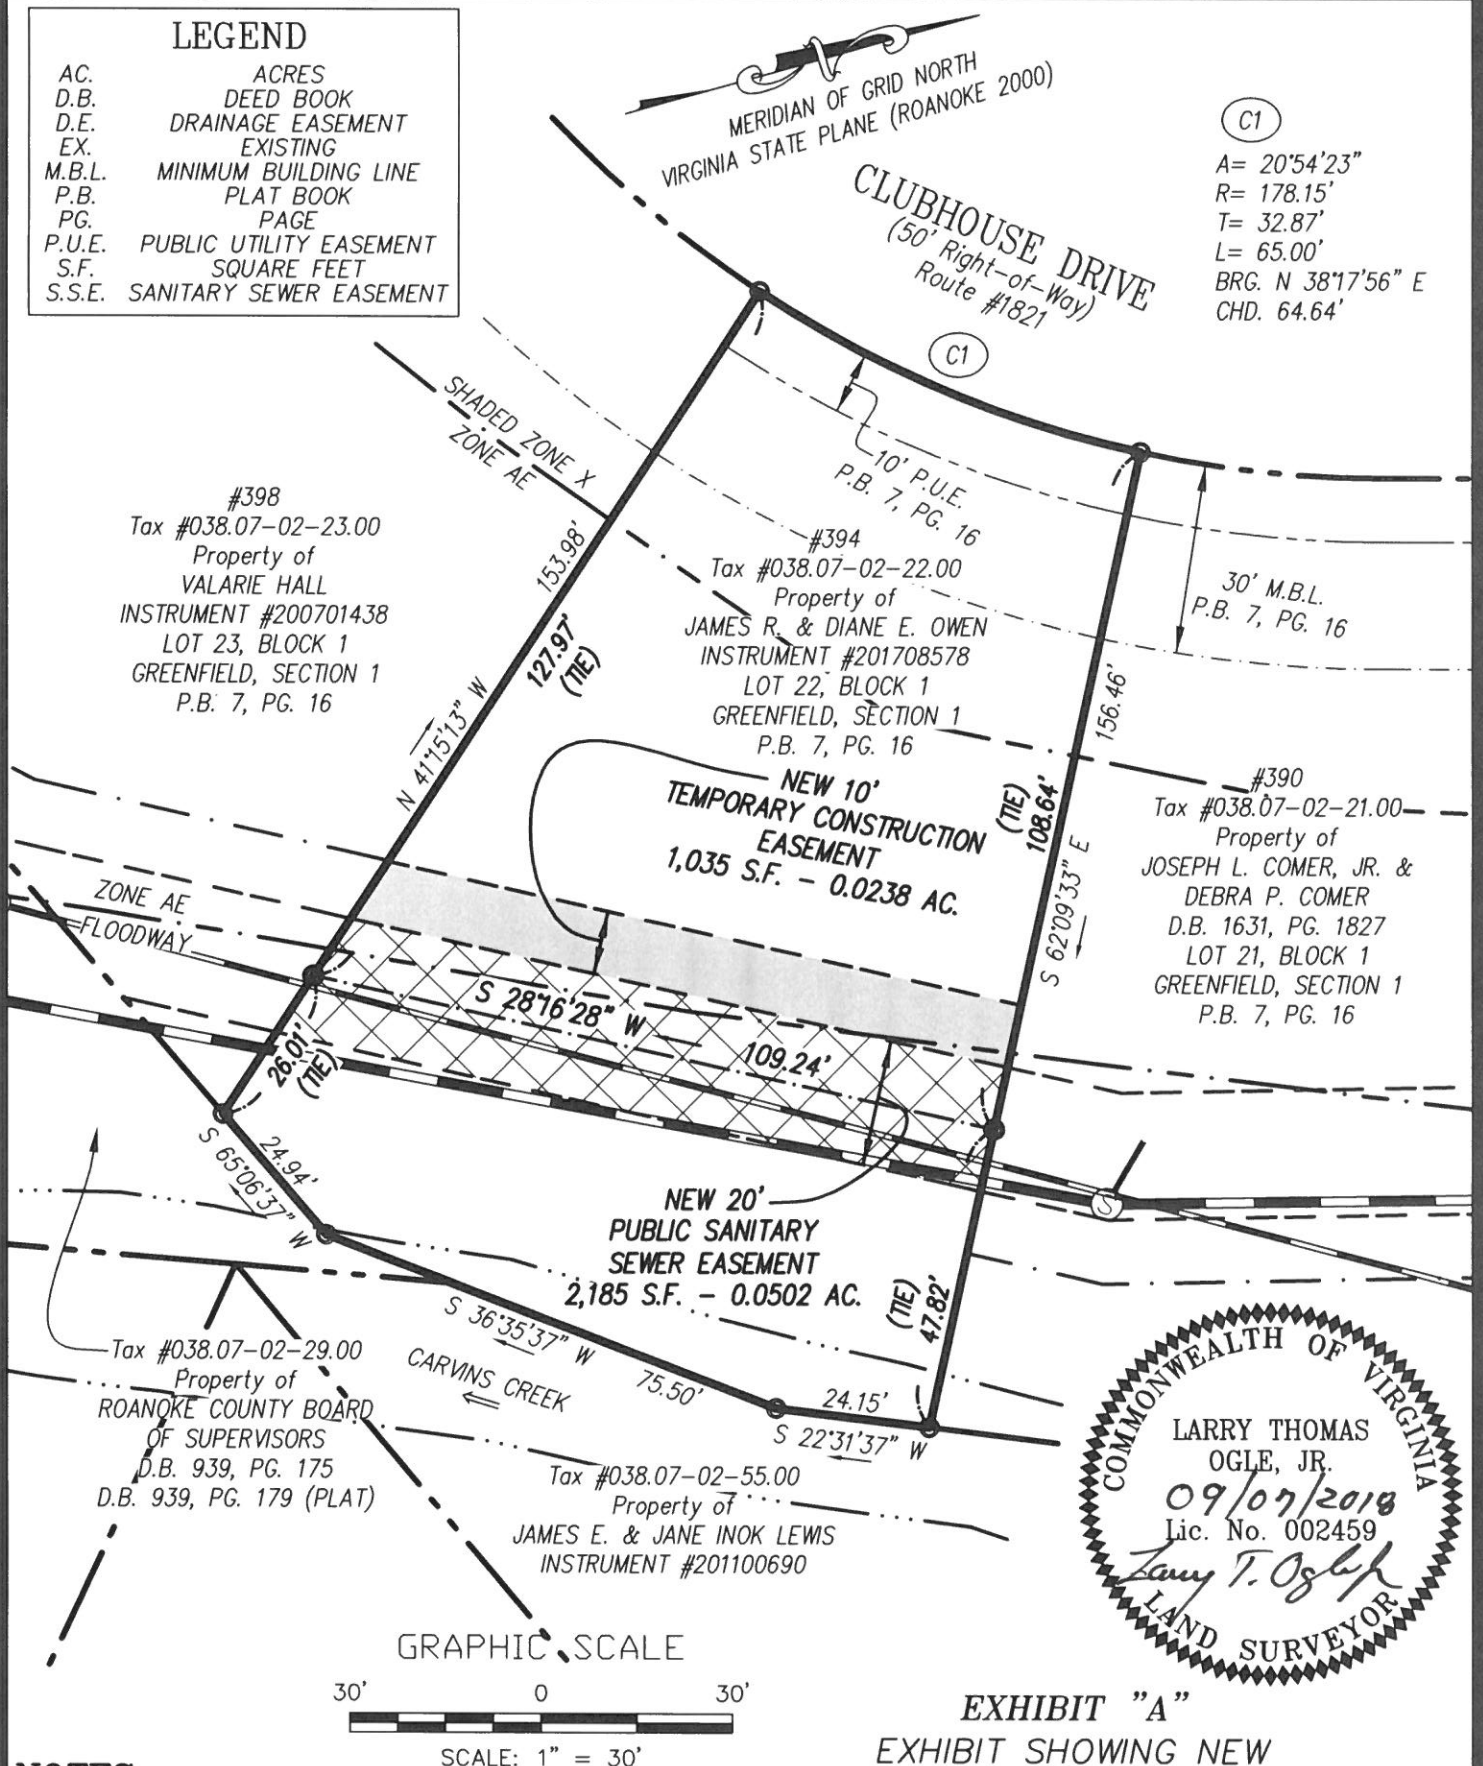 LEGEND
AC. ACRES
D.B. DEED BOOK
D.E. DRAINAGE EASEMENT
EX. EXISTING
M.B.L. MINIMUM BUILDING LINE
P.B. PLAT BOOK
PG. PAGE
P.U.E. PUBLIC UTILITY EASEMENT
S.F. SQUARE FEET
S.S.E. SANITARY SEWER EASEMENT
MERIDIAN OF GRID NORTH
VIRGINIA STATE PLANE (ROANOKE 2000)
C1
A= 20°54'23"
R= 178.15'
T= 32.87'
L= 65.00'
BRG. N 38°17'56" E
CHD. 64.64'
CLUBHOUSE DRIVE
(50' Right-of-Way)
Route #1821
C1
SHADED ZONE X
ZONE AE
10' P.U.E.
P.B. 7, PG. 16
30' M.B.L.
P.B. 7, PG. 16
#398
Tax #038.07-02-23.00
Property of
VALARIE HALL
INSTRUMENT #200701438
LOT 23, BLOCK 1
GREENFIELD, SECTION 1
P.B. 7, PG. 16
153.98'
127.97'
(TIE)
N 41°15'13" W
#394
Tax #038.07-02-22.00
Property of
JAMES R. & DIANE E. OWEN
INSTRUMENT #201708578
LOT 22, BLOCK 1
GREENFIELD, SECTION 1
P.B. 7, PG. 16
156.46'
(TIE)
108.64'
S 62°09'33" E
#390
Tax #038.07-02-21.00
Property of
JOSEPH L. COMER, JR. &
DEBRA P. COMER
D.B. 1631, PG. 1827
LOT 21, BLOCK 1
GREENFIELD, SECTION 1
P.B. 7, PG. 16
NEW 10'
TEMPORARY CONSTRUCTION
EASEMENT
1,035 S.F. - 0.0238 AC.
ZONE AE
FLOODWAY
S 28°16'28" W
109.24'
26.01'
(TIE)
S 65°06'37" W
24.94'
S
NEW 20'
PUBLIC SANITARY
SEWER EASEMENT
2,185 S.F. - 0.0502 AC.
(TIE)
47.82'
S 36°35'37" W
75.50'
CARVINS CREEK
24.15'
S 22°31'37" W
Tax #038.07-02-29.00
Property of
ROANOKE COUNTY BOARD
OF SUPERVISORS
D.B. 939, PG. 175
D.B. 939, PG. 179 (PLAT)
Tax #038.07-02-55.00
Property of
JAMES E. & JANE INOK LEWIS
INSTRUMENT #201100690
COMMONWEALTH OF VIRGINIA
LARRY THOMAS
OGLE, JR.
09/07/2018
Lic. No. 002459
Larry T. Ogle Jr
LAND SURVEYOR
GRAPHIC SCALE
30' 0 30'
SCALE: 1" = 30'
EXHIBIT "A"
EXHIBIT SHOWING NEW
NOTES